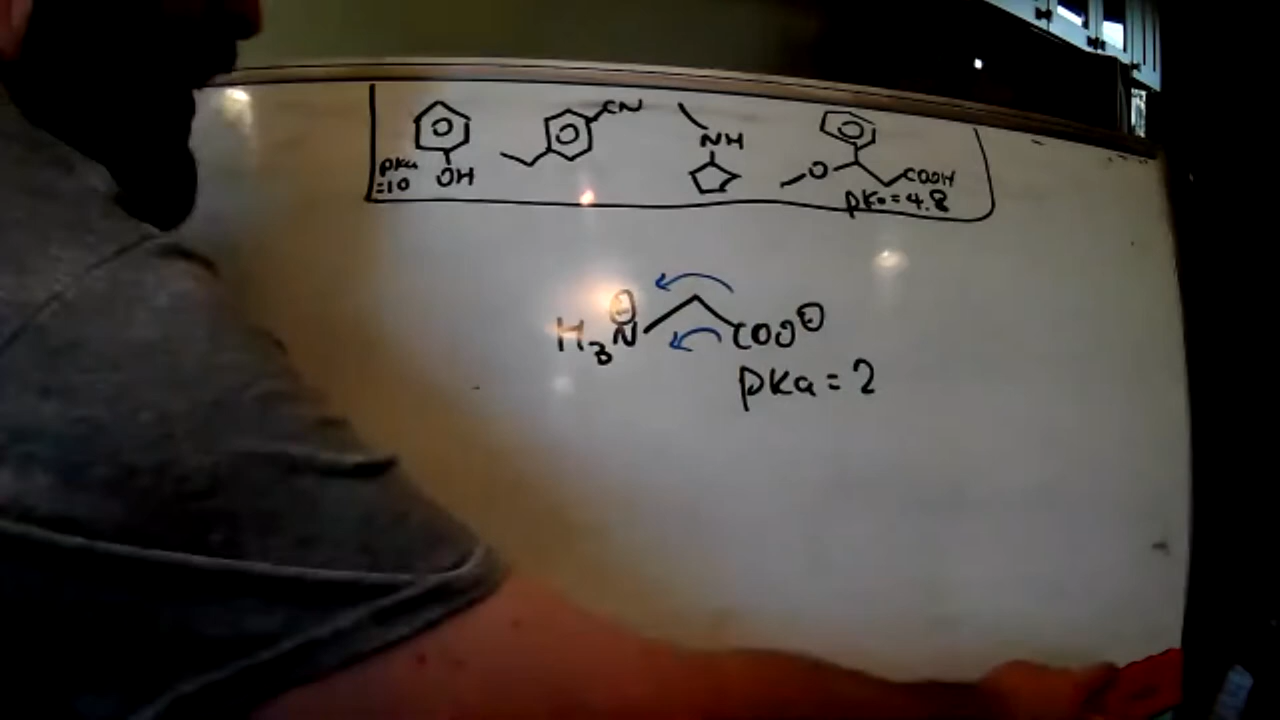 CN
NH
O
COOH
pka
=10
OH
pKa=4.8
H3N⊕
COO⊖
pka=2